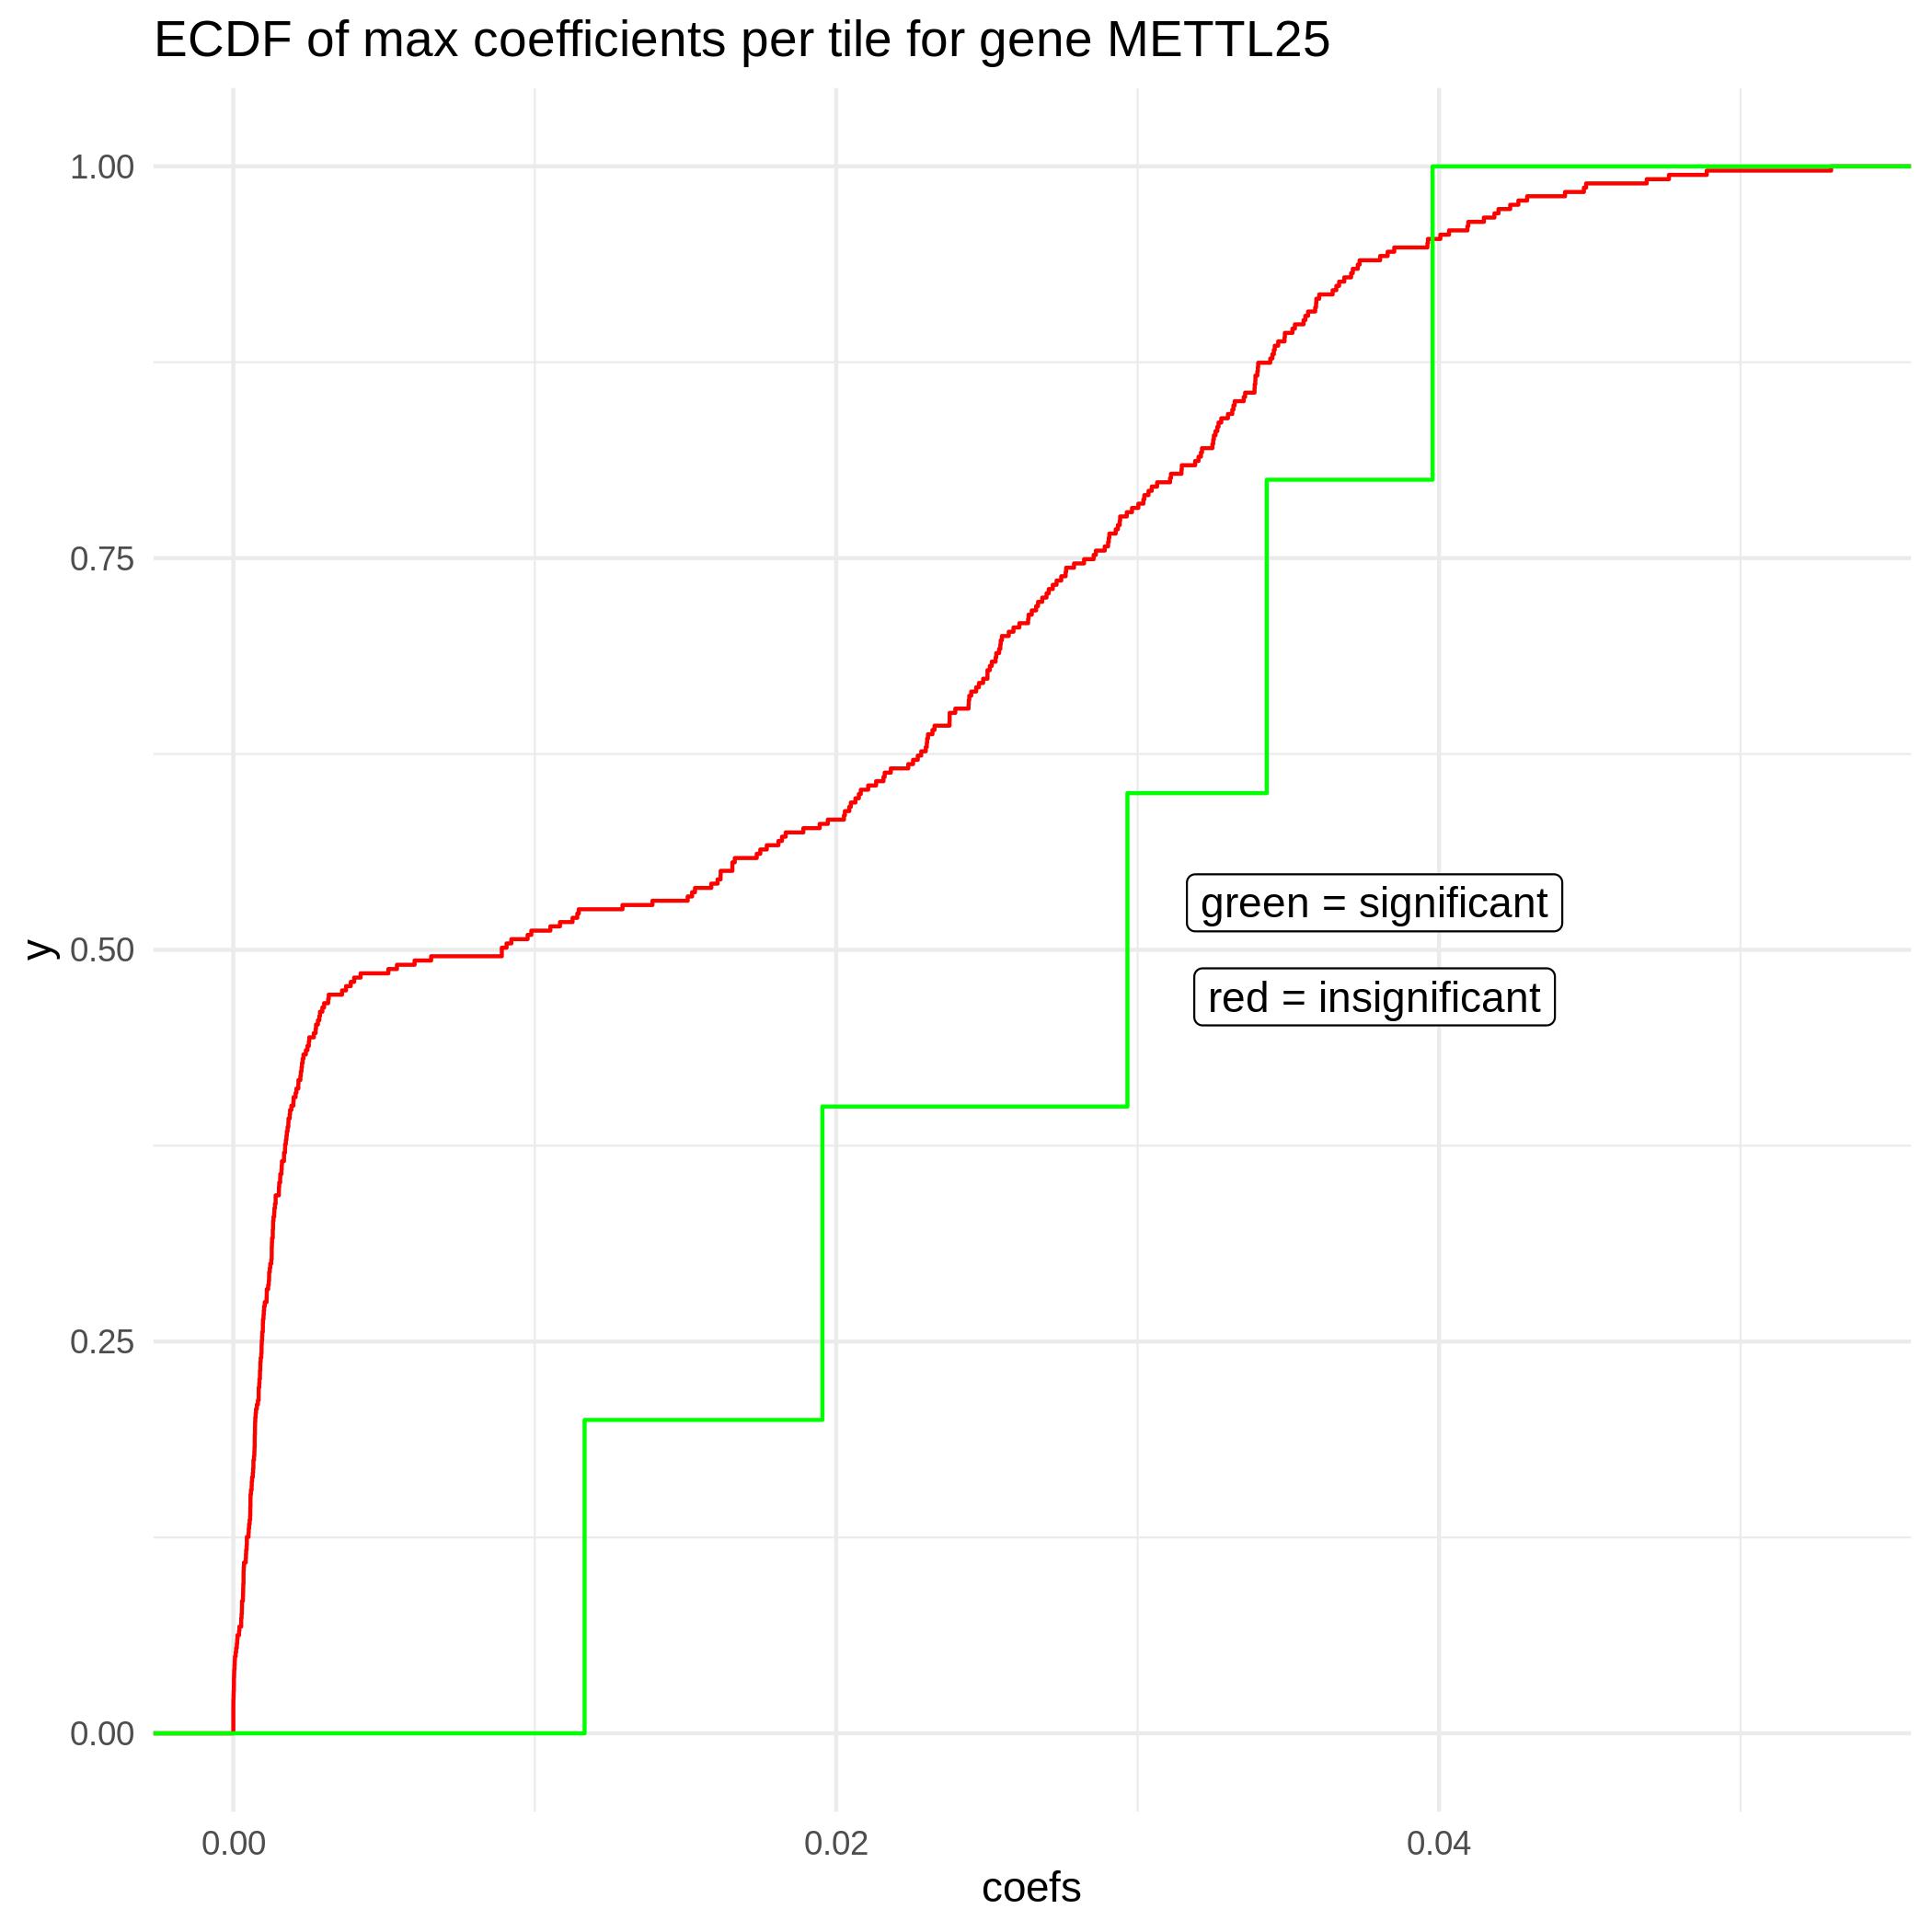 ECDF of max coefficients per tile for gene METTL25
1.00
0.75
0.50
0.25
0.00
y
green = significant
red = insignificant
0.00 0.02 0.04
coefs